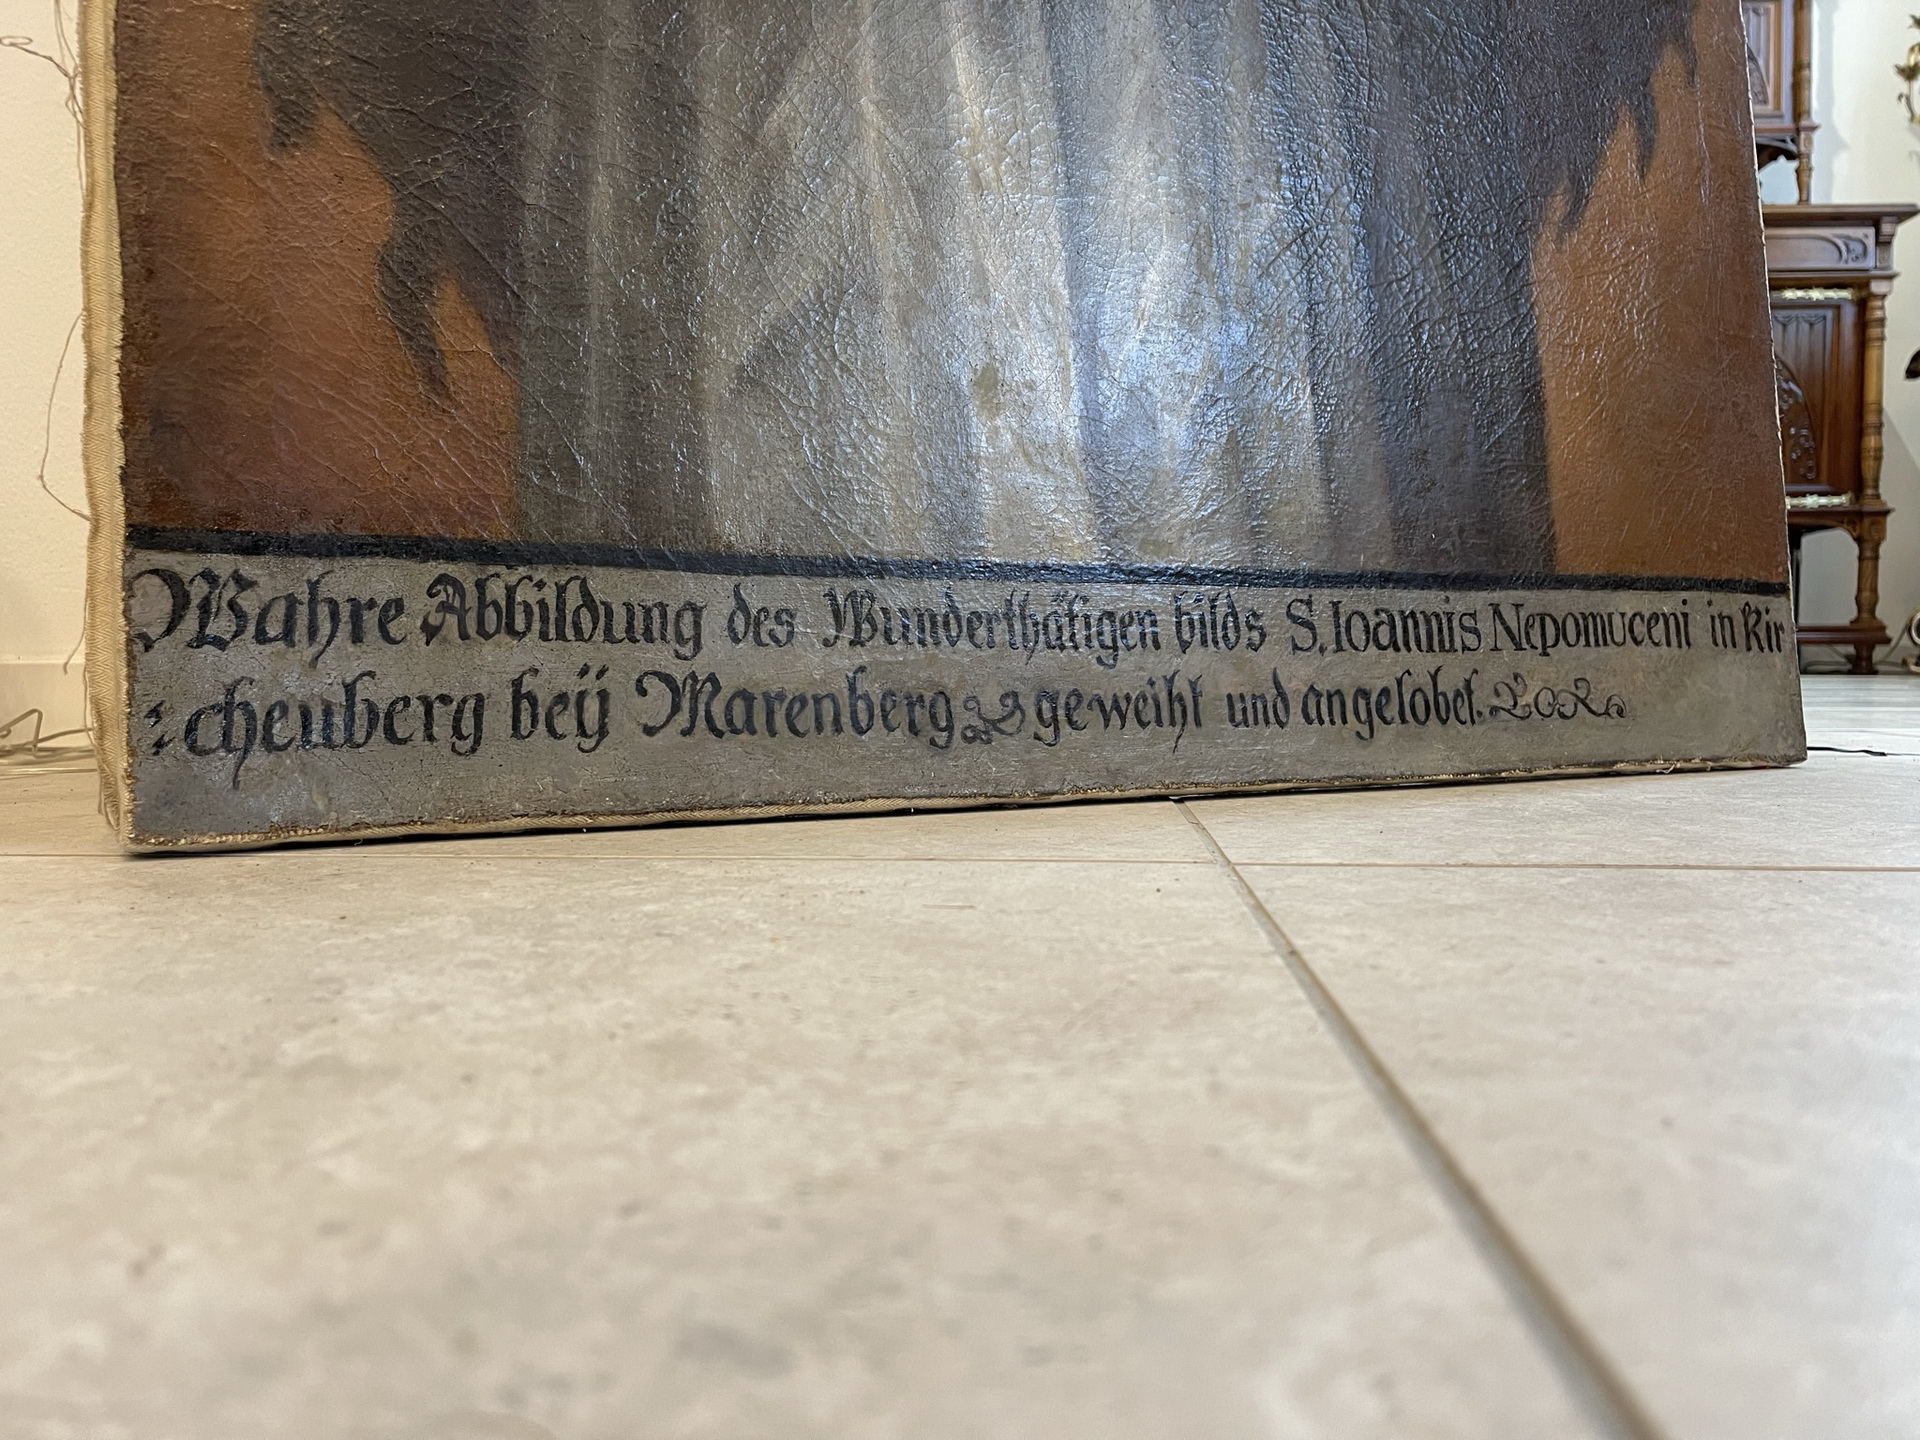 Wahre Abbildung des Wunderthätigen bilds S. Ioannis Nepomuceni in Kir
:cheuberg beÿ Marenberg geweiht und angelobet.